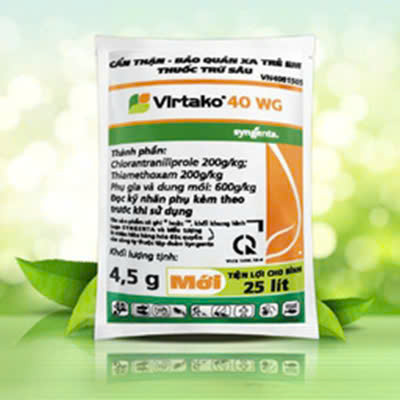 CẨN THẬN - BẢO QUẢN XA TRẺ EM
THUỐC TRỪ SÂU
Virtako® 40 WG
syngenta.
Thành phần:
Chlorantraniliprole 200g/kg;
Thiamethoxam 200g/kg
Phụ gia và dung môi: 600g/kg
Đọc kỹ nhãn phụ kèm theo
trước khi sử dụng
Khối lượng tịnh:
4,5 g
Mới
TIỆN LỢI CHO BÌNH
25 lít